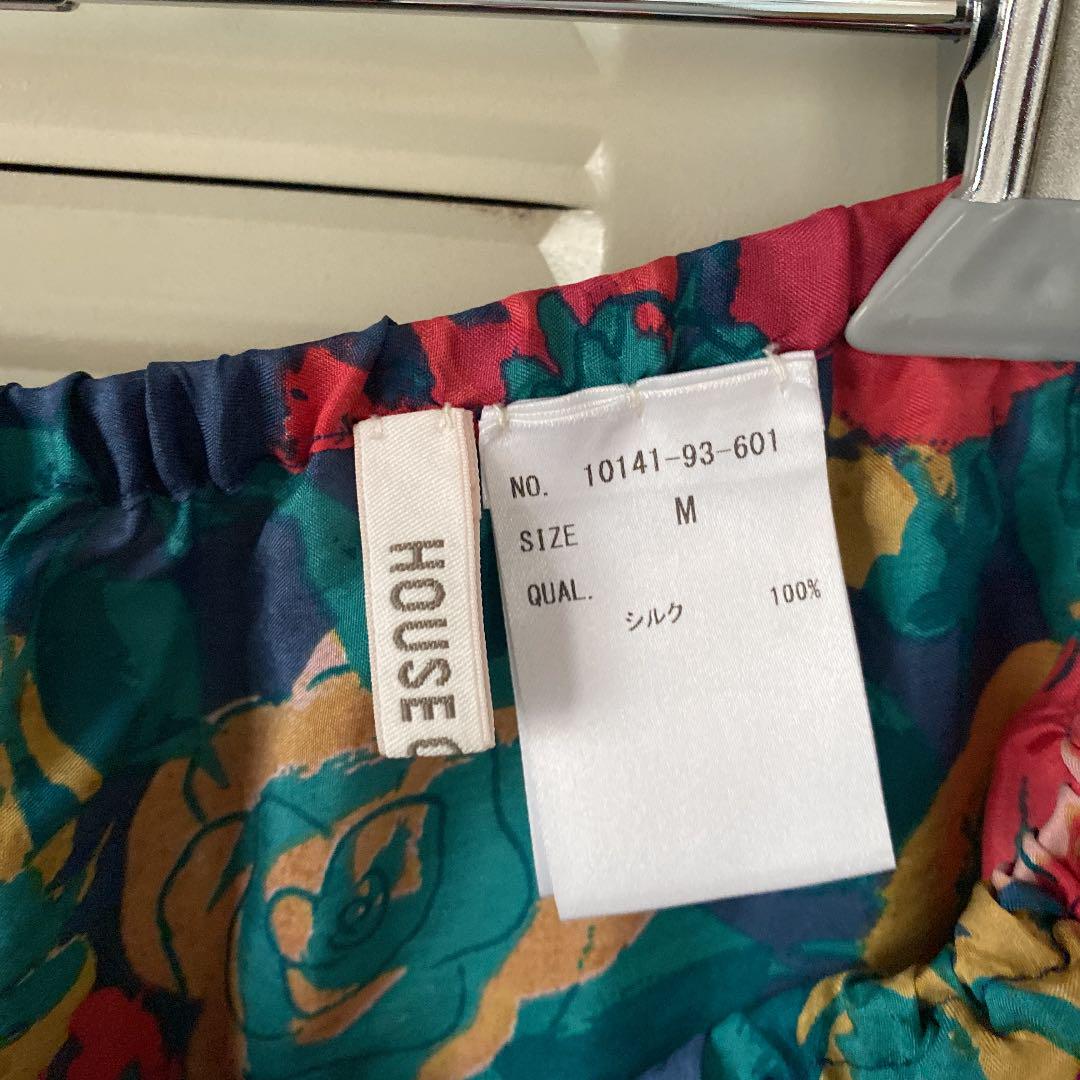 HOUSE
NO. 10141-93-601
SIZE M
QUAL.
シルク 100%